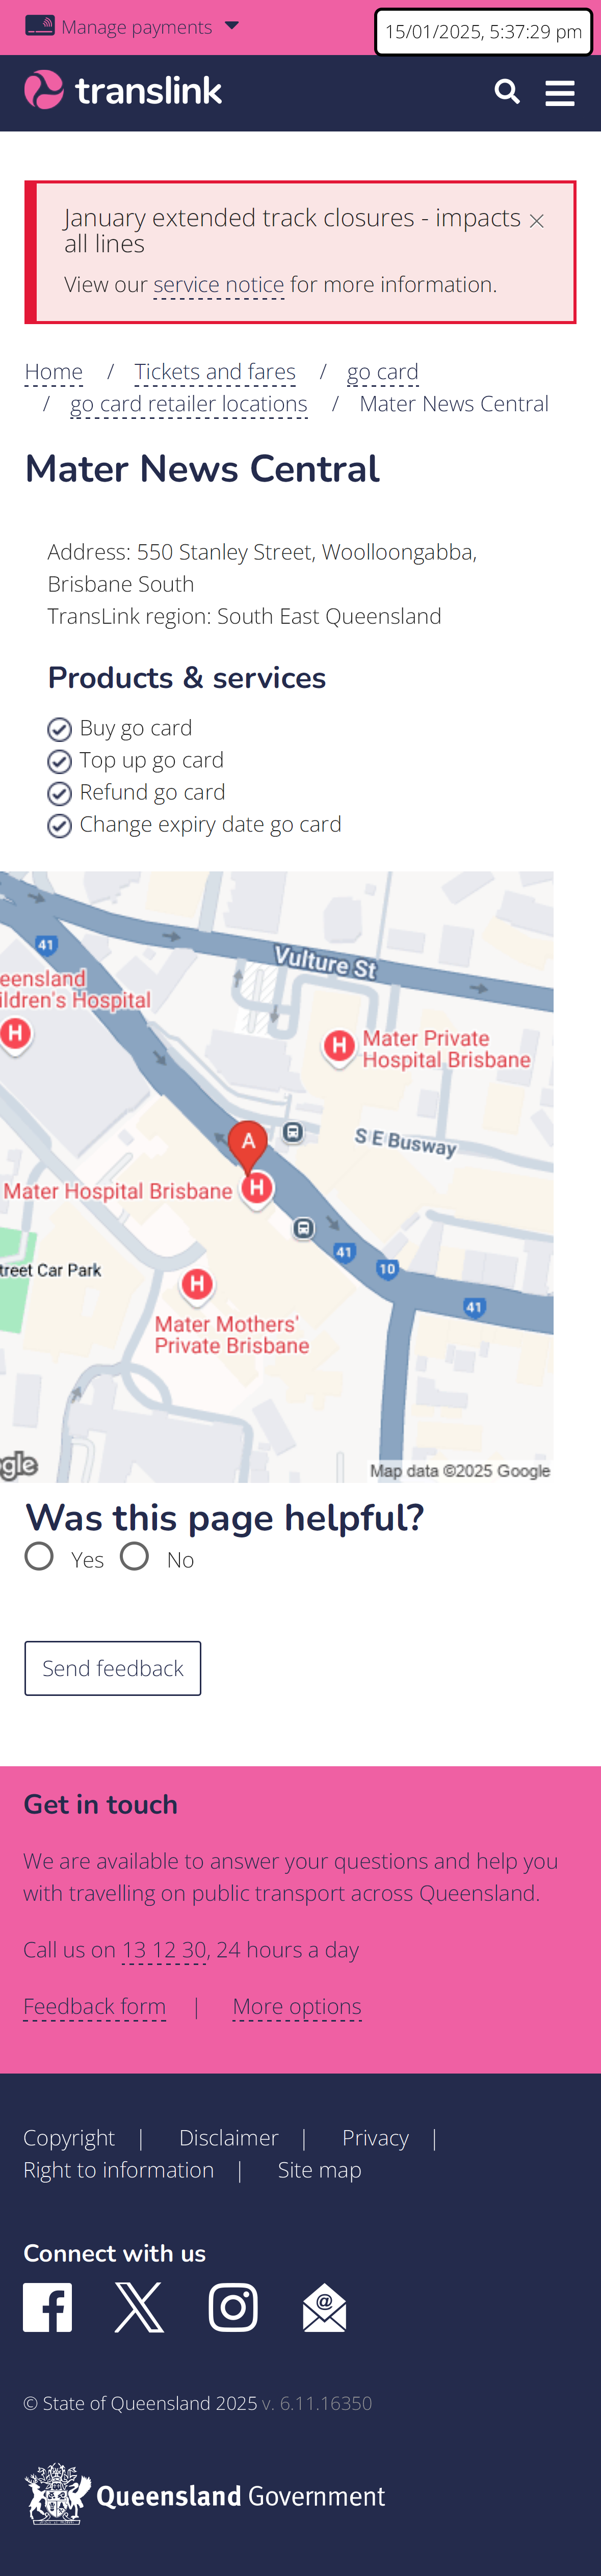 Manage payments
15/01/2025, 5:37:29 pm
translink
January extended track closures - impacts
all lines
View our service notice for more information.
Home / Tickets and fares / go card
/ go card retailer locations / Mater News Central
Mater News Central
Address: 550 Stanley Street, Woolloongabba,
Brisbane South
TransLink region: South East Queensland
Products & services
Buy go card
Top up go card
Refund go card
Change expiry date go card
41
Vulture St
eensland
ildren's Hospital
H
H
Mater Private
Hospital Brisbane
A
S E Busway
Mater Hospital Brisbane
H
treet Car Park
41
10
41
H
Mater Mothers'
Private Brisbane
gle
Map data ©2025 Google
Was this page helpful?
Yes No
Send feedback
Get in touch
We are available to answer your questions and help you
with travelling on public transport across Queensland.
Call us on 13 12 30, 24 hours a day
Feedback form | More options
Copyright | Disclaimer | Privacy |
Right to information | Site map
Connect with us
@
© State of Queensland 2025 v. 6.11.16350
Queensland Government